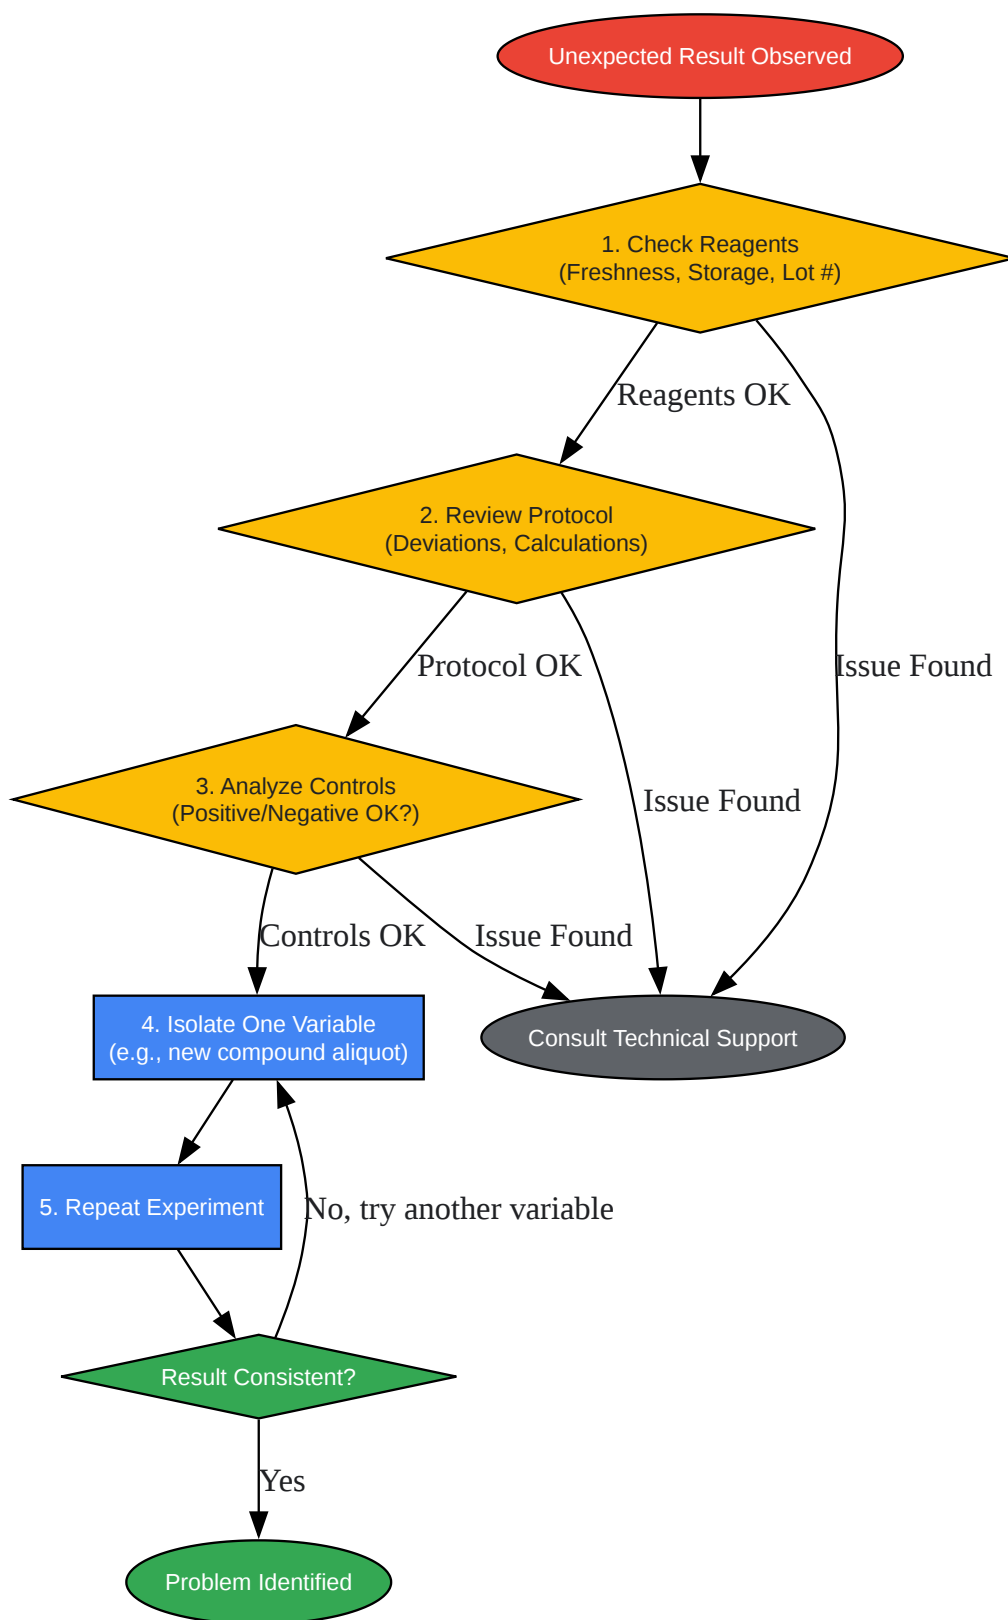 Unexpected Result Observed
1. Check Reagents
(Freshness, Storage, Lot #)
Reagents OK
2. Review Protocol
(Deviations, Calculations)
Protocol OK
Issue Found
3. Analyze Controls
(Positive/Negative OK?)
Issue Found
Controls OK
Issue Found
4. Isolate One Variable
(e.g., new compound aliquot)
Consult Technical Support
5. Repeat Experiment
No, try another variable
Result Consistent?
Yes
Problem Identified